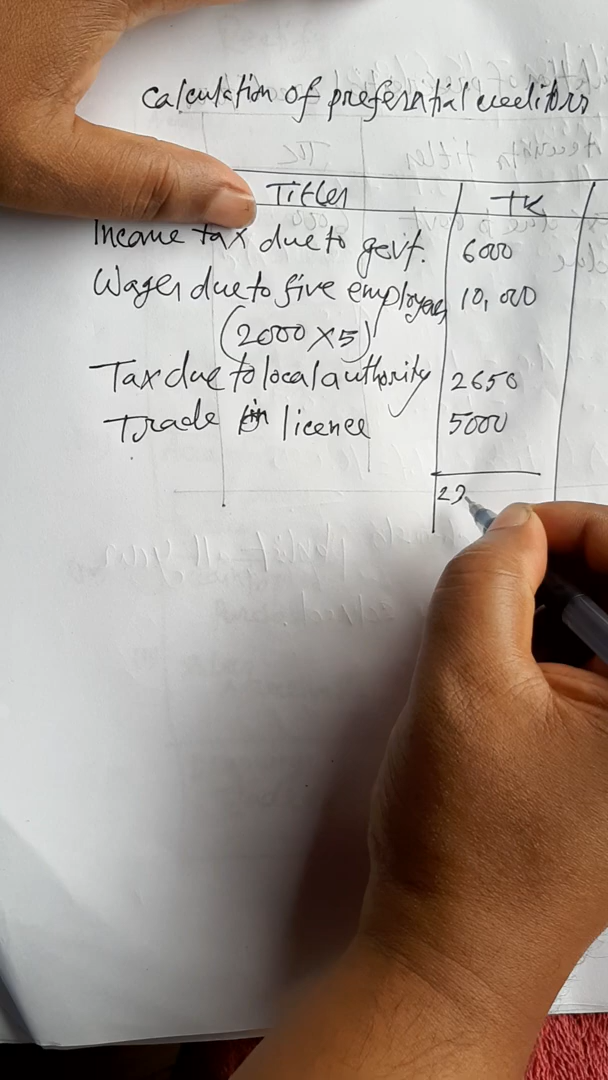 Calculation of preferential creditors
Titles TK
Income tax due to govt. 6000
Wages due to five employees 10,000
(2000 X 5)
Tax due to local authority 2650
Trade licence 5000
23